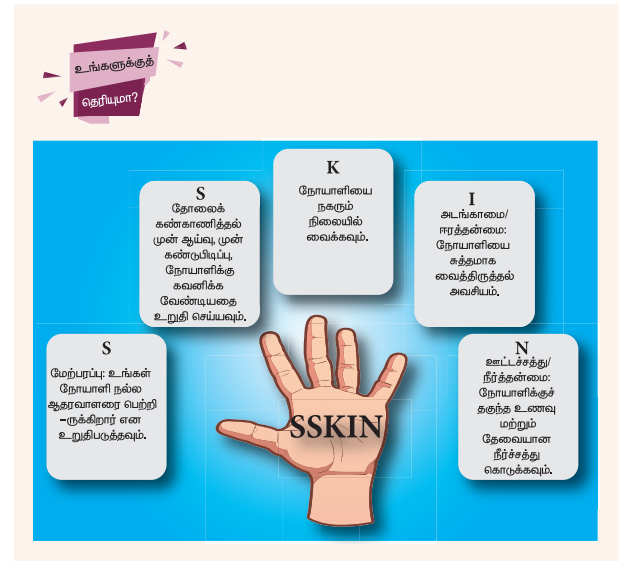 உங்களுக்குத்
தெரியுமா?
K
நோயாளியை
நகரும்
நிலையில்
வைக்கவும்.
S
தோலைக்
கண்காணித்தல்
முன் ஆய்வு, முன்
கண்டுபிடிப்பு,
நோயாளிக்கு
கவனிக்க
வேண்டியதை
உறுதி செய்யவும்.
I
அடங்காமை/
ஈரத்தன்மை:
நோயாளியை
சுத்தமாக
வைத்திருத்தல்
அவசியம்.
S
மேற்பரப்பு: உங்கள்
நோயாளி நல்ல
ஆதரவாளரை பெற்றி
–ருக்கிறார் என
உறுதிபடுத்தவும்.
N
ஊட்டச்சத்து/
நீர்த்தன்மை:
நோயாளிக்குச்
தகுந்த உணவு
மற்றும்
தேவையான
நீர்ச்சத்து
கொடுக்கவும்.
SSKIN